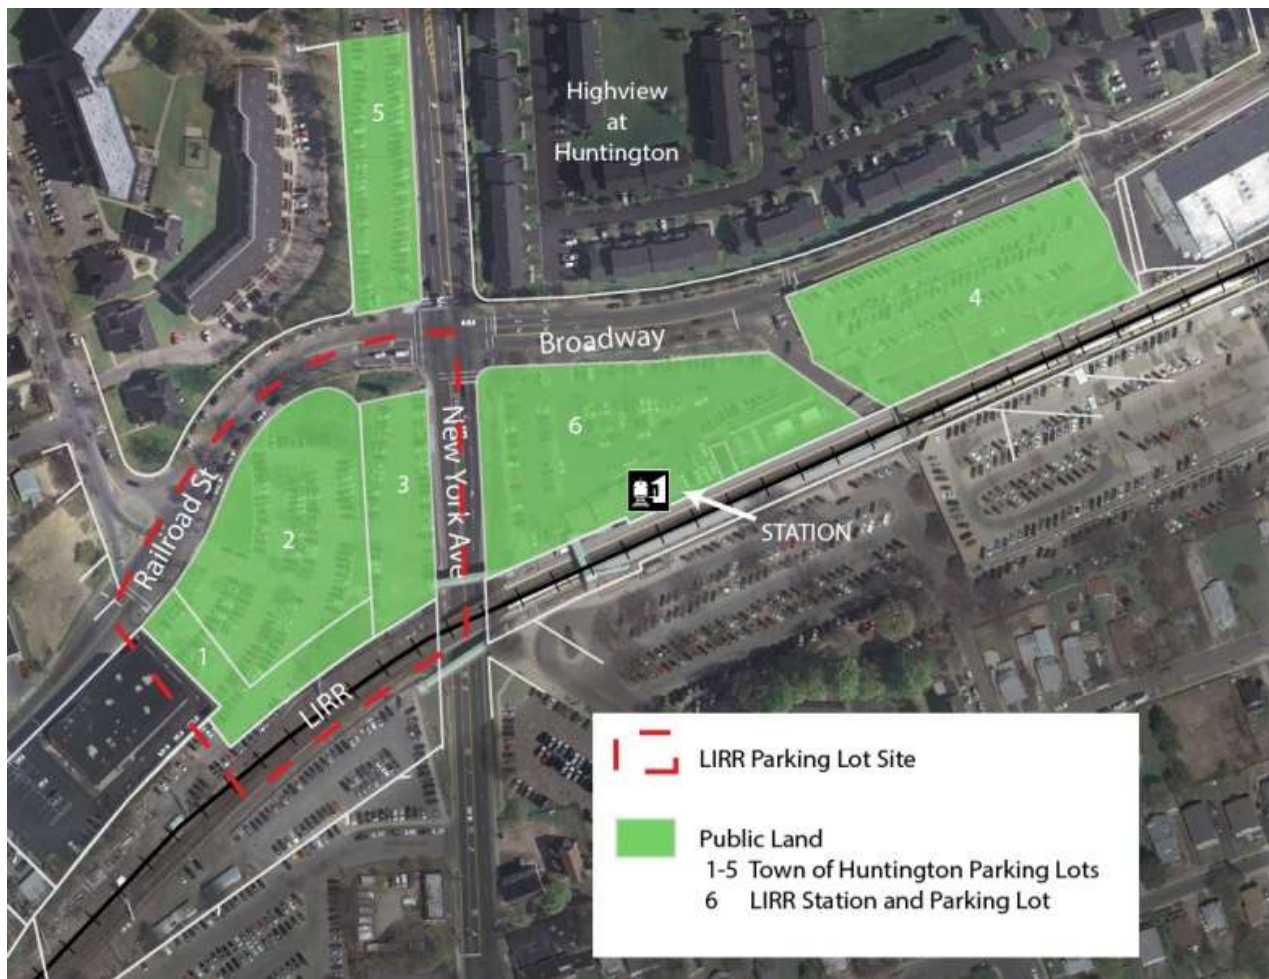 5
Highview
at
Huntington
4
Broadway
6
New York Ave
3
Railroad St
2
STATION
1
LIRR
LIRR Parking Lot Site
Public Land
1-5 Town of Huntington Parking Lots
6 LIRR Station and Parking Lot